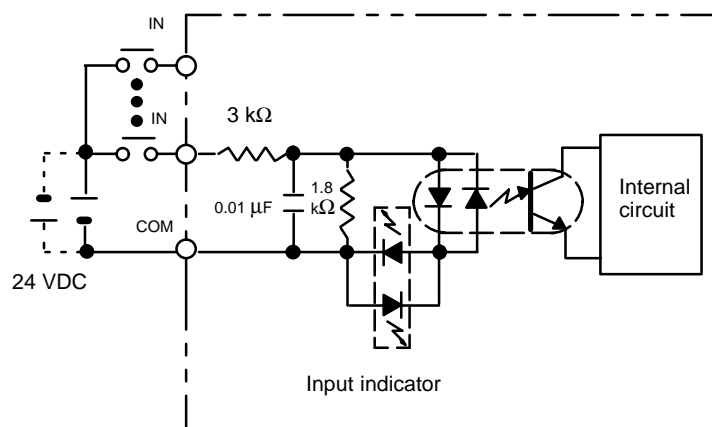 IN
IN
3 kΩ
0.01 µF
1.8
kΩ
COM
24 VDC
Internal
circuit
Input indicator